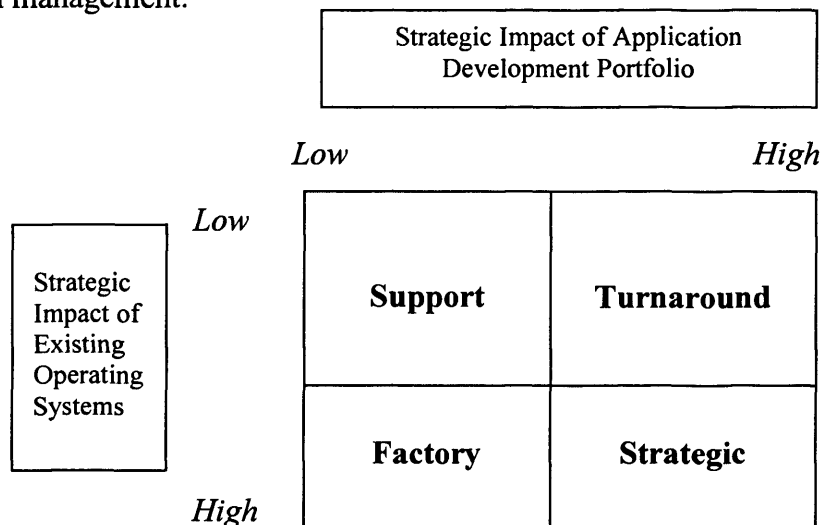 management.
Strategic Impact of Application
Development Portfolio
Low High
Low
Strategic
Impact of
Existing
Operating
Systems
Support Turnaround
Factory Strategic
High